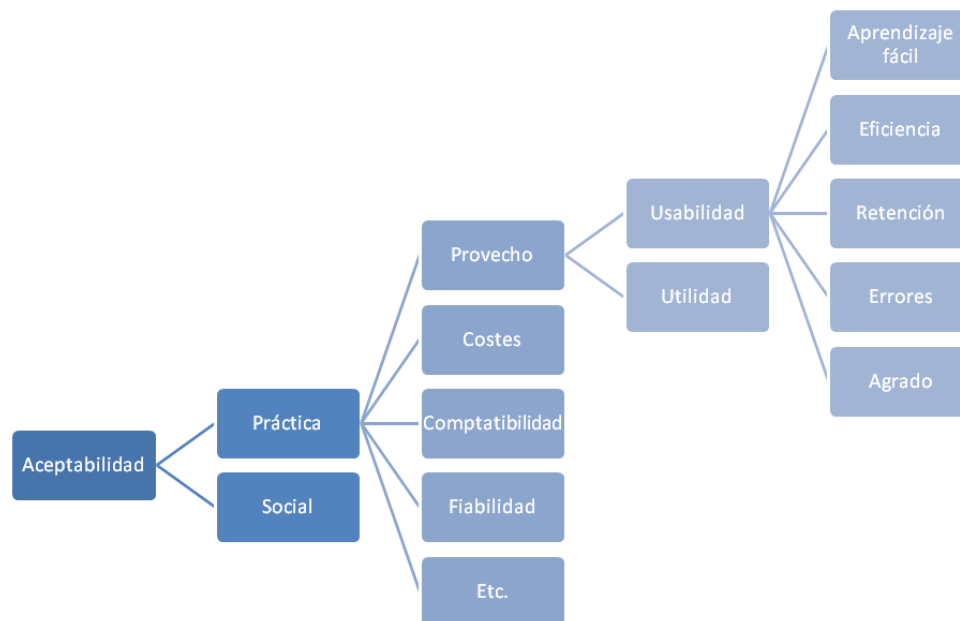 Aceptabilidad
Práctica
Social
Provecho
Costes
Comptatibilidad
Fiabilidad
Etc.
Usabilidad
Utilidad
Aprendizaje
fácil
Eficiencia
Retención
Errores
Agrado